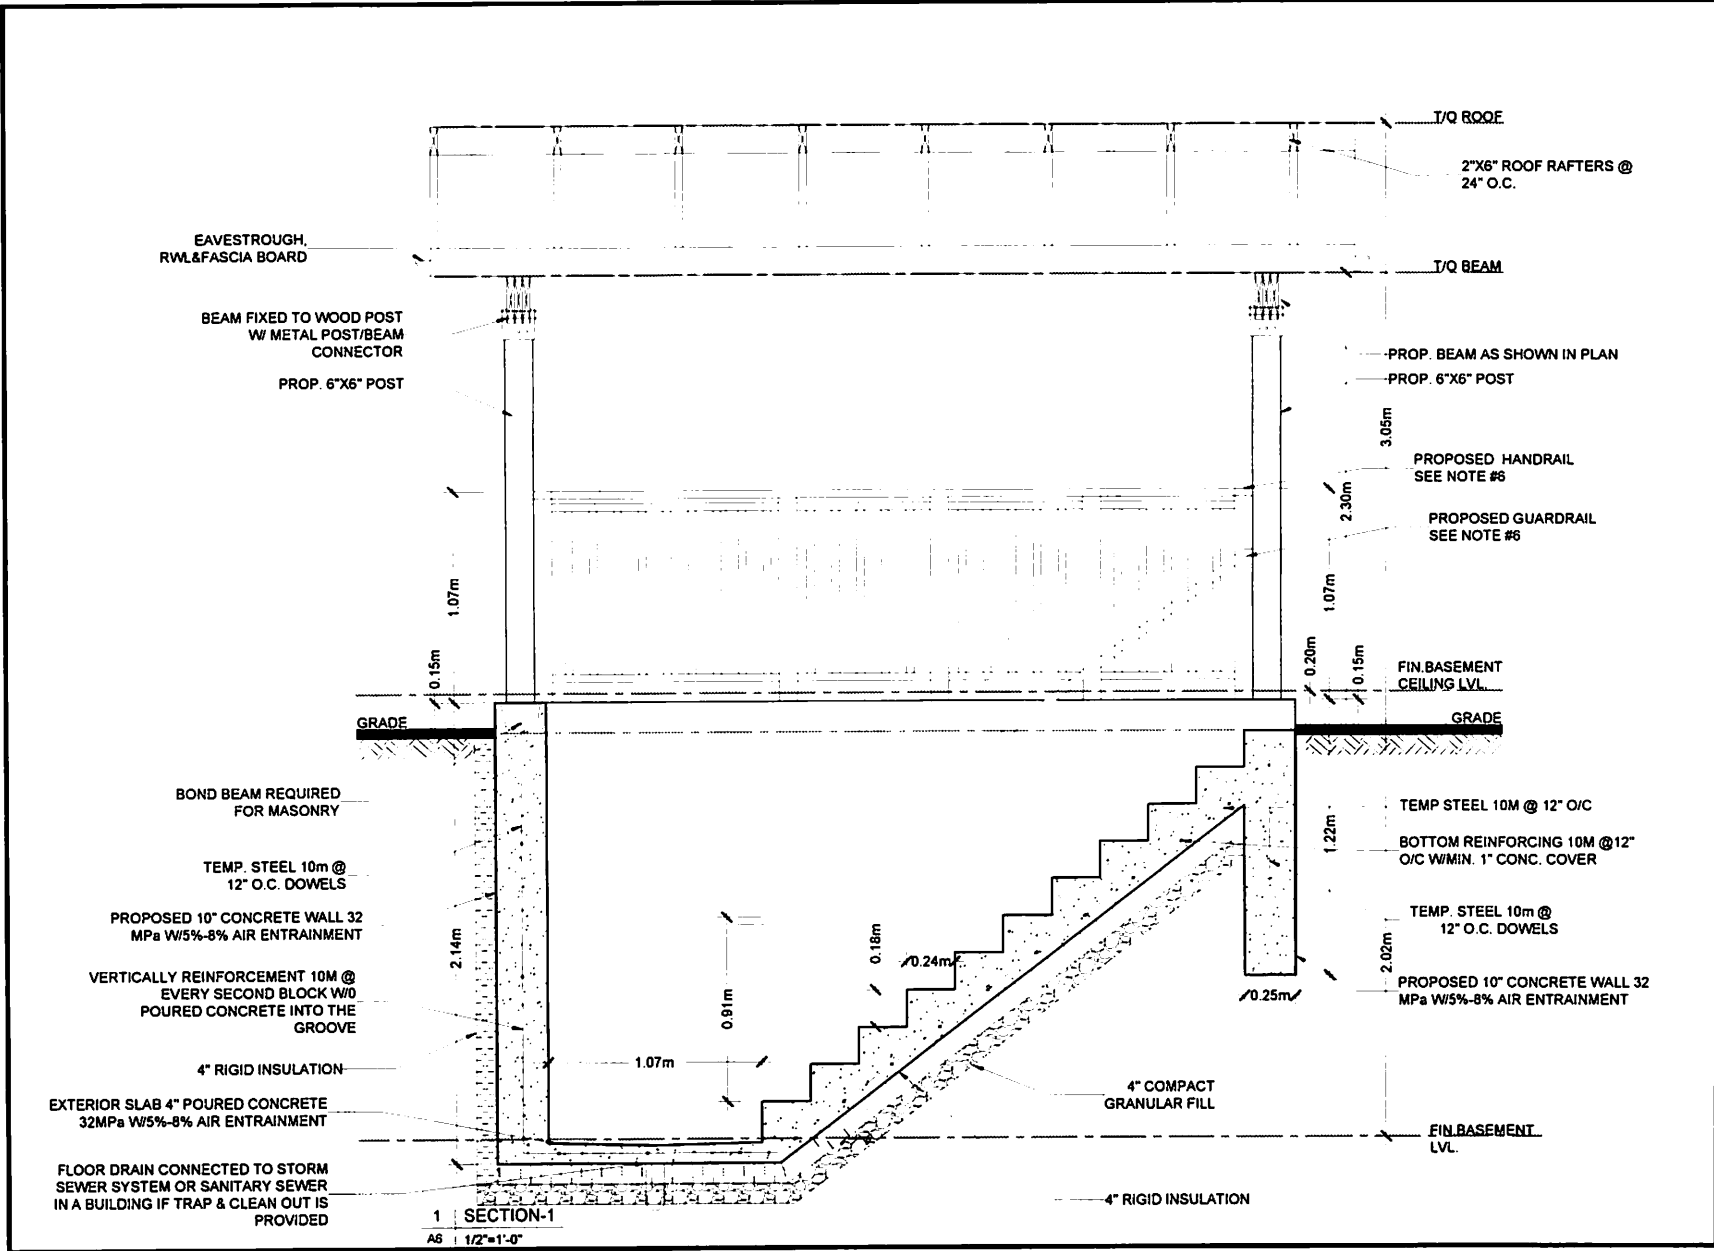 T/O ROOF
2"X6" ROOF RAFTERS @
24" O.C.
EAVESTROUGH,
RWL&FASCIA BOARD
T/O BEAM
BEAM FIXED TO WOOD POST
W/ METAL POST/BEAM
CONNECTOR
PROP. 6"X6" POST
PROP. BEAM AS SHOWN IN PLAN
PROP. 6"X6" POST
3.05m
PROPOSED HANDRAIL
SEE NOTE #6
2.30m
PROPOSED GUARDRAIL
SEE NOTE #6
1.07m
1.07m
0.15m
0.20m
0.15m
FIN.BASEMENT
CEILING LVL.
GRADE
GRADE
BOND BEAM REQUIRED
FOR MASONRY
TEMP. STEEL 10m @
12" O.C. DOWELS
PROPOSED 10" CONCRETE WALL 32
MPa W/5%-8% AIR ENTRAINMENT
2.14m
VERTICALLY REINFORCEMENT 10M @
EVERY SECOND BLOCK W/0
POURED CONCRETE INTO THE
GROOVE
4" RIGID INSULATION
EXTERIOR SLAB 4" POURED CONCRETE
32MPa W/5%-8% AIR ENTRAINMENT
FLOOR DRAIN CONNECTED TO STORM
SEWER SYSTEM OR SANITARY SEWER
IN A BUILDING IF TRAP & CLEAN OUT IS
PROVIDED
0.91m
1.07m
0.18m
0.24m
0.25m
1.22m
TEMP STEEL 10M @ 12" O/C
BOTTOM REINFORCING 10M @12"
O/C W/MIN. 1" CONC. COVER
TEMP. STEEL 10m @
12" O.C. DOWELS
2.02m
PROPOSED 10" CONCRETE WALL 32
MPa W/5%-8% AIR ENTRAINMENT
4" COMPACT
GRANULAR FILL
FIN.BASEMENT
LVL.
4" RIGID INSULATION
1 SECTION-1
A6 1/2"=1'-0"